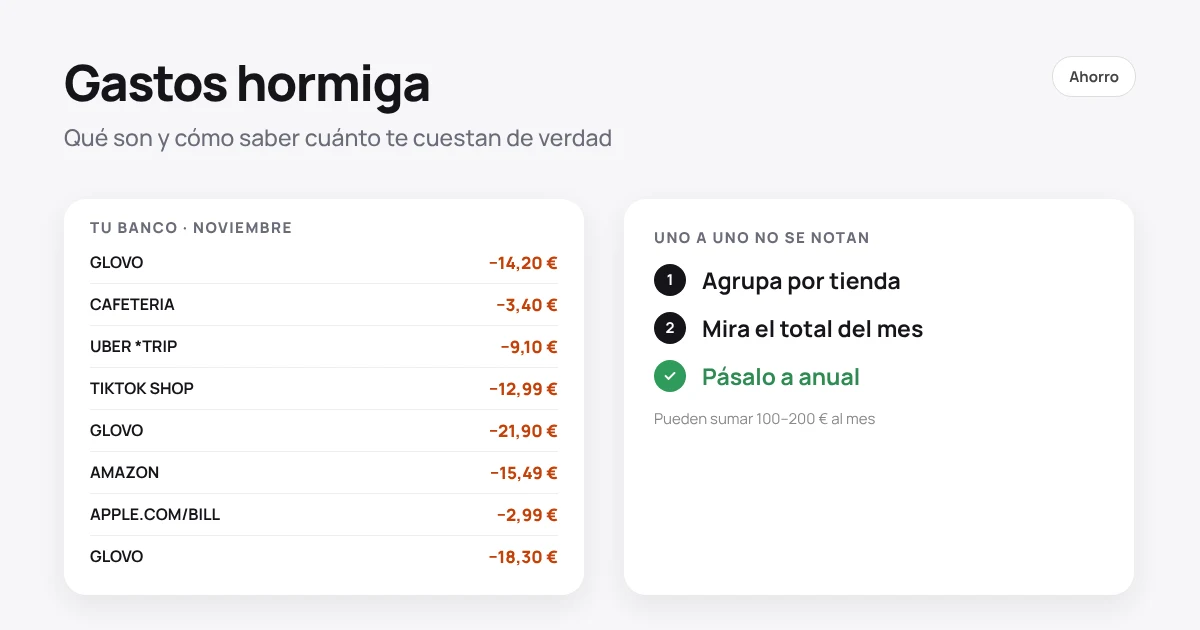 Gastos hormiga
Ahorro
Qué son y cómo saber cuánto te cuestan de verdad
TU BANCO · NOVIEMBRE
GLOVO −14,20 €
CAFETERIA −3,40 €
UBER *TRIP −9,10 €
TIKTOK SHOP −12,99 €
GLOVO −21,90 €
AMAZON −15,49 €
APPLE.COM/BILL −2,99 €
GLOVO −18,30 €
UNO A UNO NO SE NOTAN
1 Agrupa por tienda
2 Mira el total del mes
Pásalo a anual
Pueden sumar 100–200 € al mes